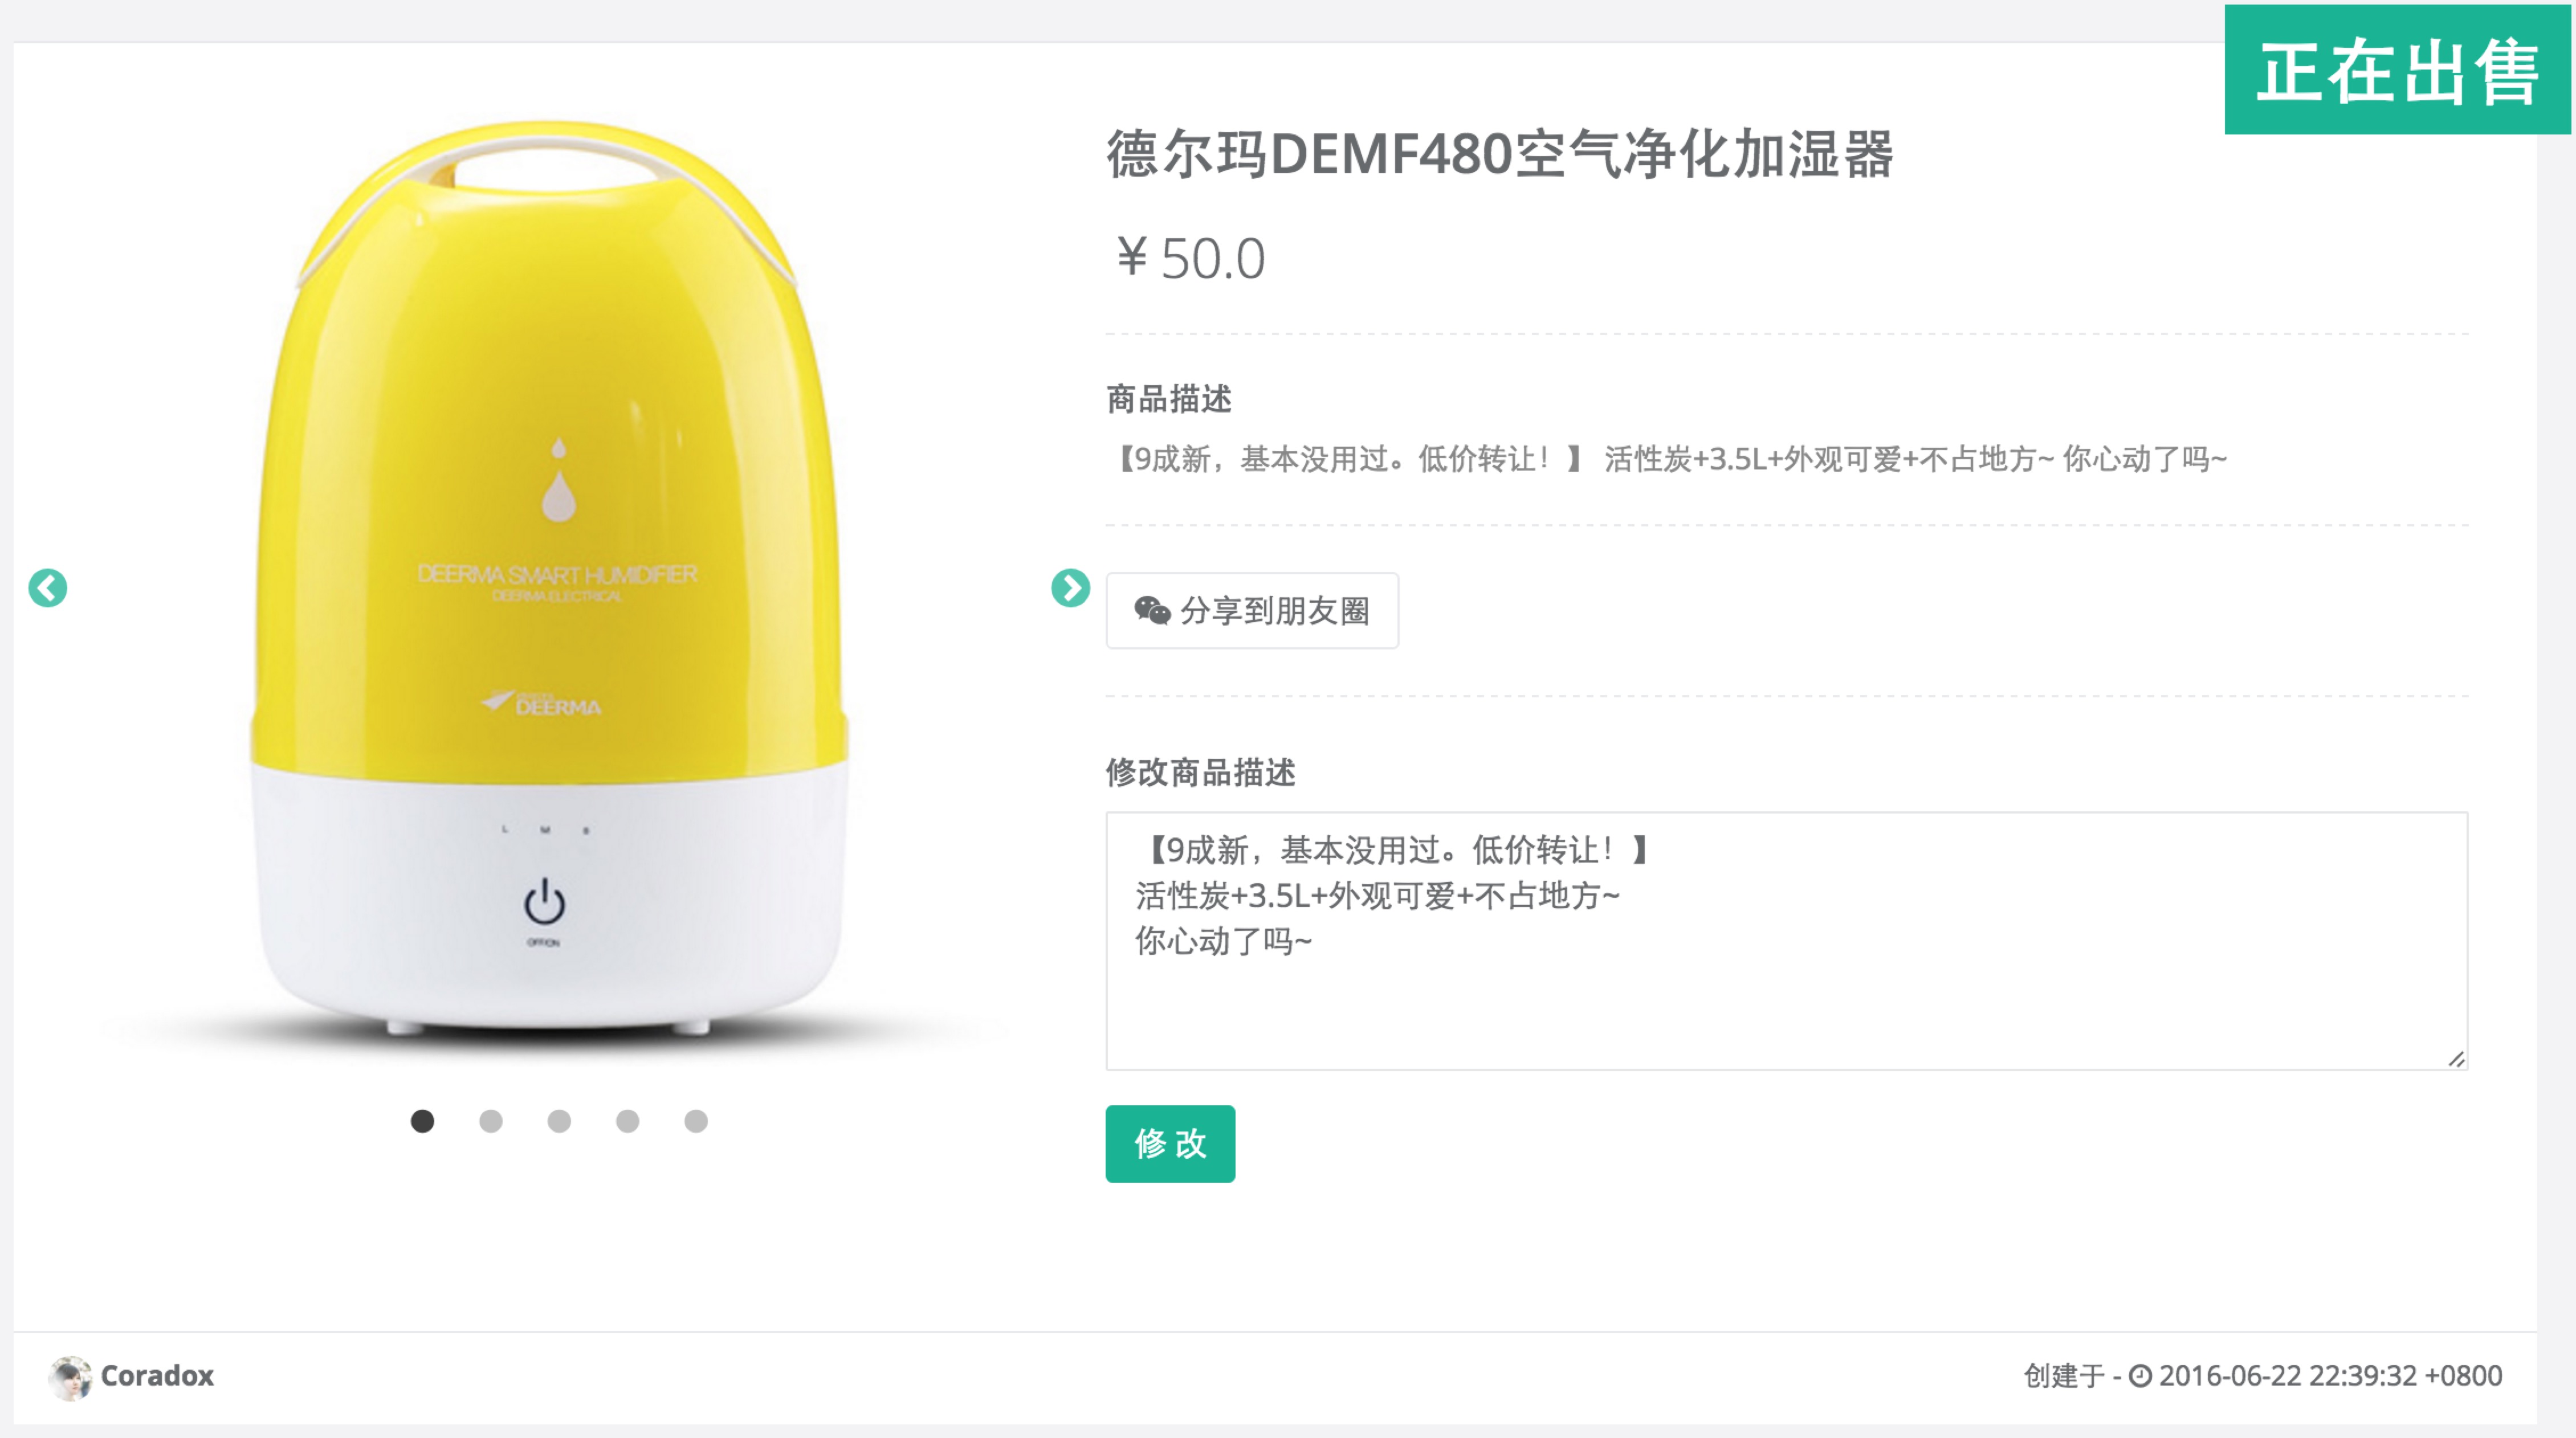 正在出售
德尔玛DEMF480空气净化加湿器
¥ 50.0
商品描述
【9成新，基本没用过。低价转让！】 活性炭+3.5L+外观可爱+不占地方~ 你心动了吗~
分享到朋友圈
修改商品描述
【9成新，基本没用过。低价转让！】
活性炭+3.5L+外观可爱+不占地方~
你心动了吗~
修 改
DEERMA SMART HUMIDIFIER
DEERMA ELECTRICAL
DEERMA
L M
OFF/ON
Coradox
创建于 - 2016-06-22 22:39:32 +0800